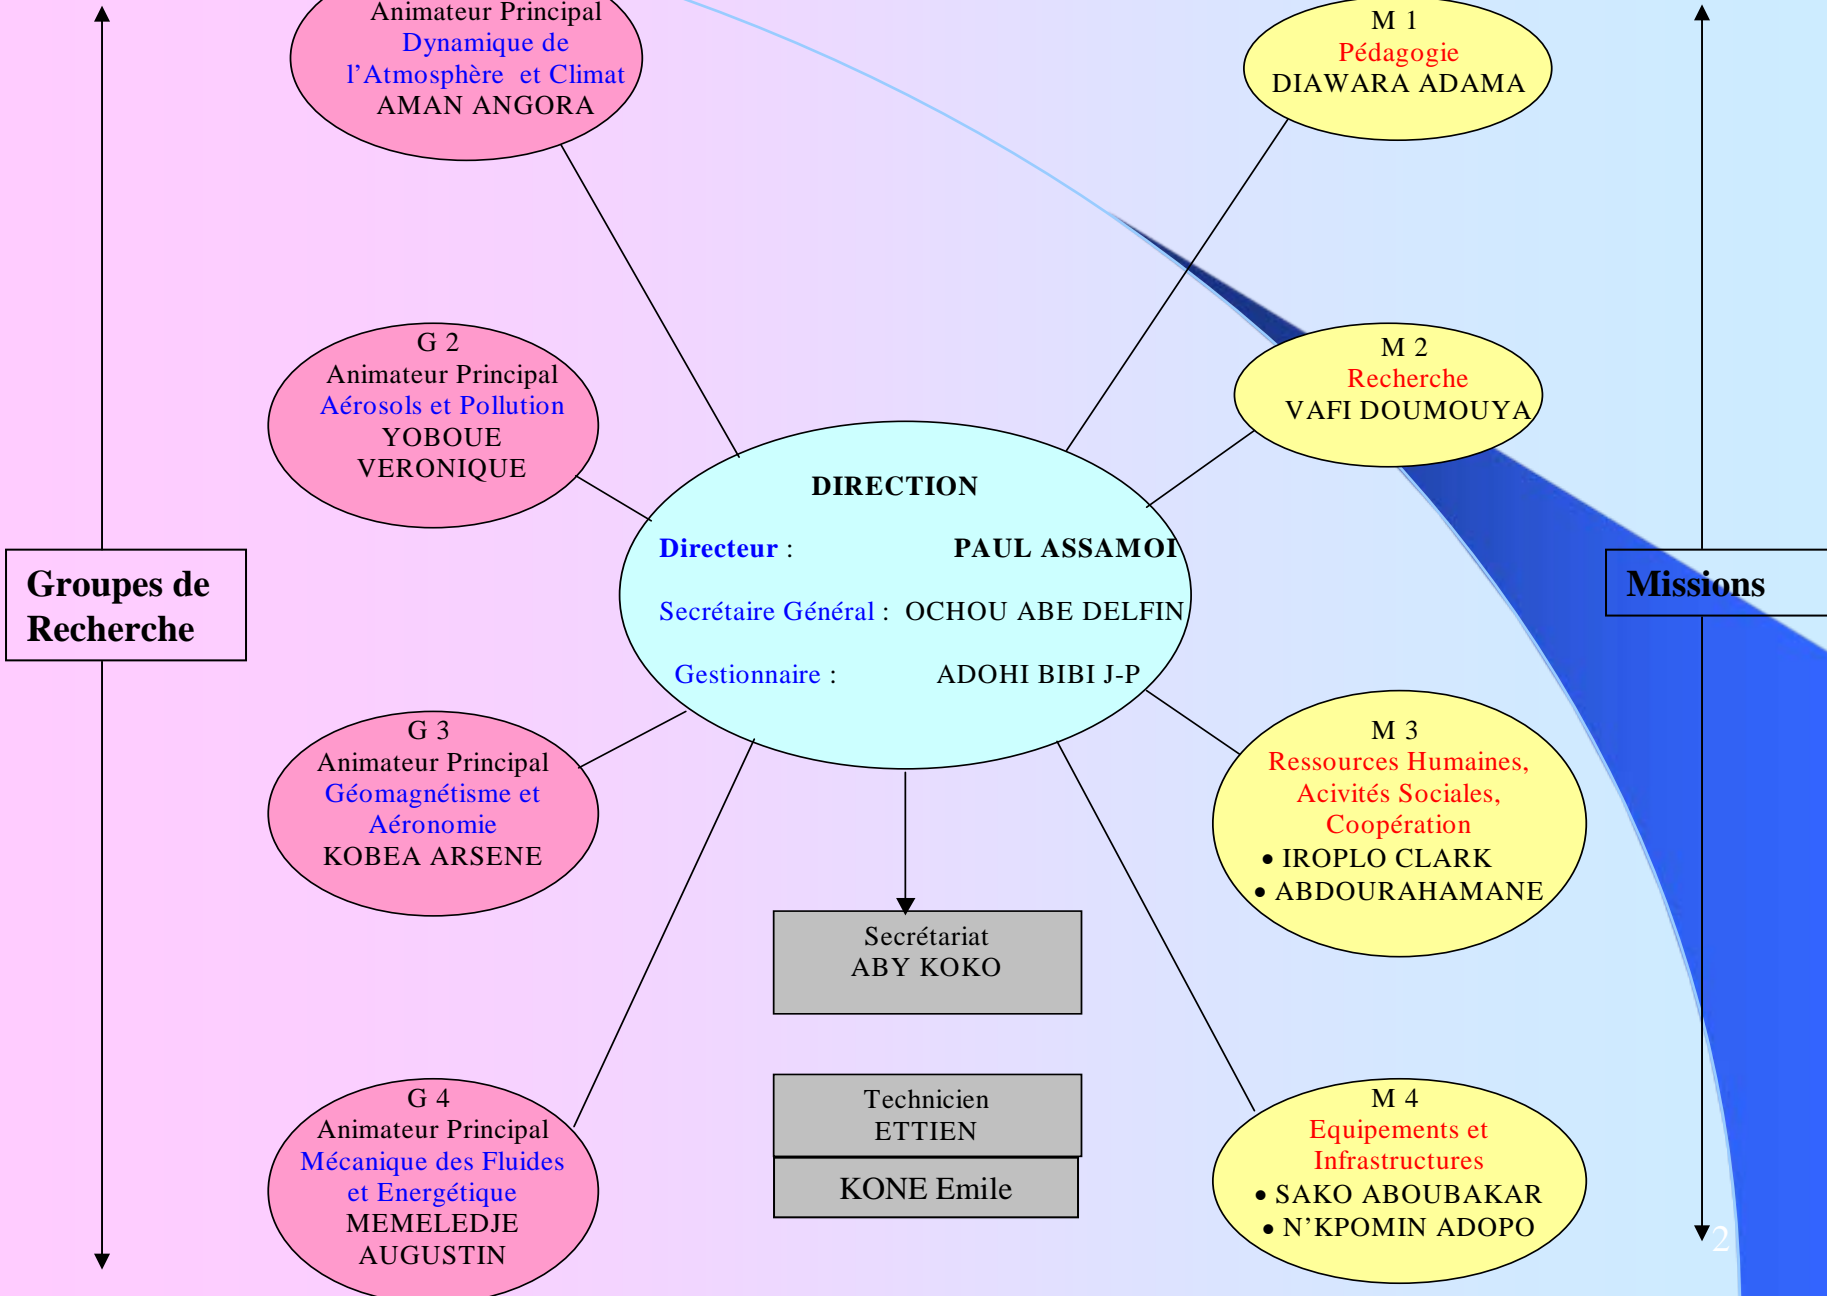 Animateur Principal
Dynamique de
l'Atmosphère et Climat
AMAN ANGORA
M 1
Pédagogie
DIAWARA ADAMA
G 2
Animateur Principal
Aérosols et Pollution
YOBOUE
VERONIQUE
M 2
Recherche
VAFI DOUMOUYA
DIRECTION
Directeur : PAUL ASSAMOI
Secrétaire Général : OCHOU ABE DELFIN
Gestionnaire : ADOHI BIBI J-P
Groupes de
Recherche
Missions
G 3
Animateur Principal
Géomagnétisme et
Aéronomie
KOBEA ARSENE
M 3
Ressources Humaines,
Acivités Sociales,
Coopération
• IROPLO CLARK
• ABDOURAHAMANE
Secrétariat
ABY KOKO
G 4
Animateur Principal
Mécanique des Fluides
et Energétique
MEMELEDJE
AUGUSTIN
Technicien
ETTIEN
KONE Emile
M 4
Equipements et
Infrastructures
• SAKO ABOUBAKAR
• N'KPOMIN ADOPO
2